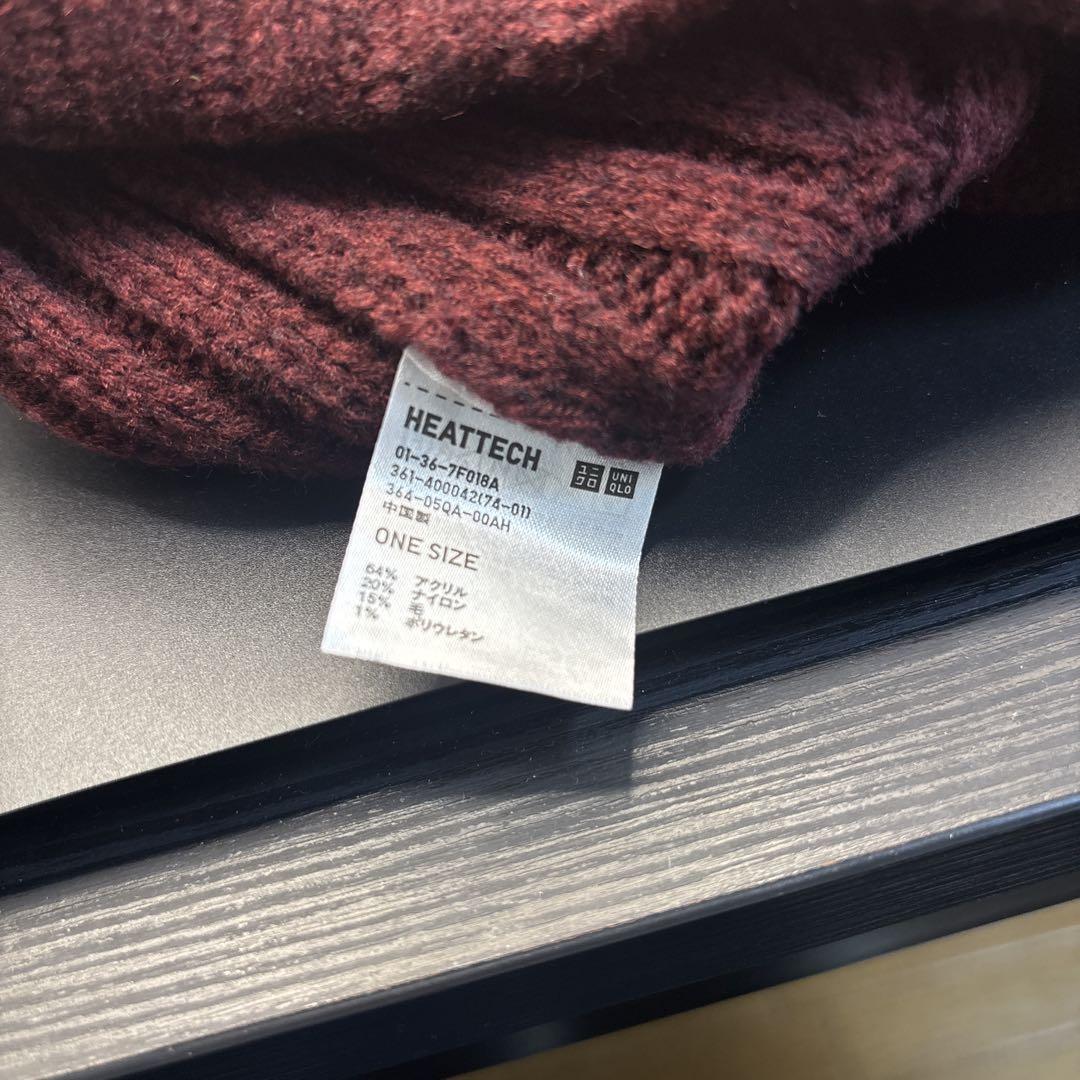 HEATTECH
ユニクロ UNIQLO
01-36-7F018A
361-400042(74-01)
364-05QA-00AH
中国製
ONE SIZE
64% アクリル
20% ナイロン
15% 毛
1% ポリウレタン